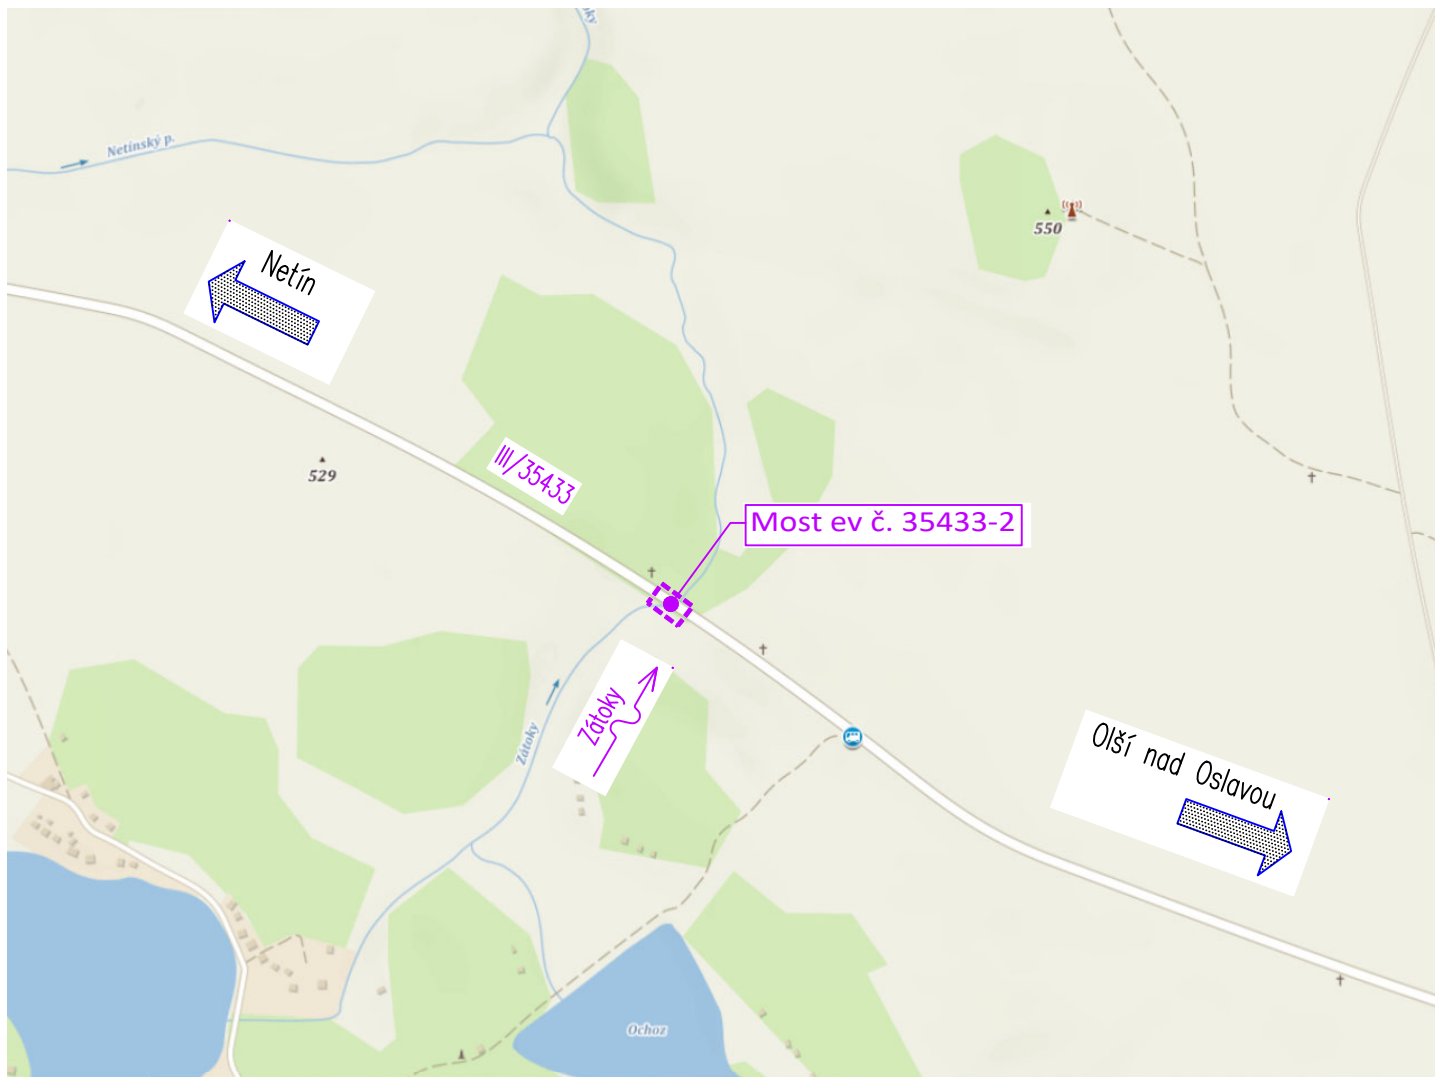 Netínský p.
Netín
550
529
III/35433
Most ev č. 35433-2
Zátoky
Zátoky
Olší nad Oslavou
Ochoz